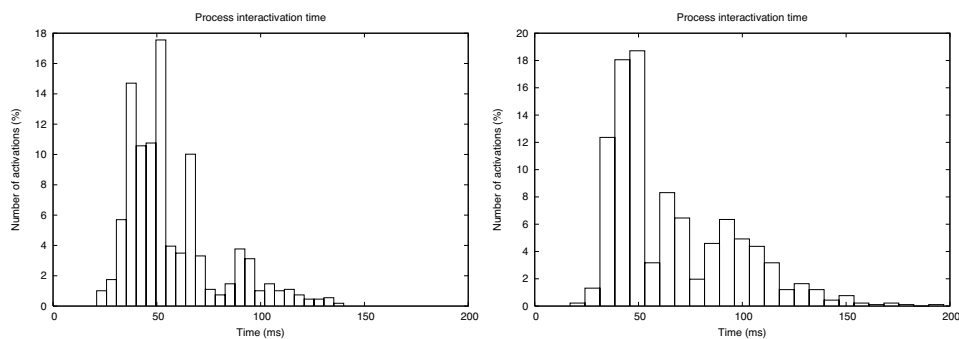 Process interactivation time
18
16
14
12
10
8
6
4
2
0
Number of activations (%)
0 50 100 150 200
Time (ms)
Process interactivation time
20
18
16
14
12
10
8
6
4
2
0
Number of activations (%)
0 50 100 150 200
Time (ms)